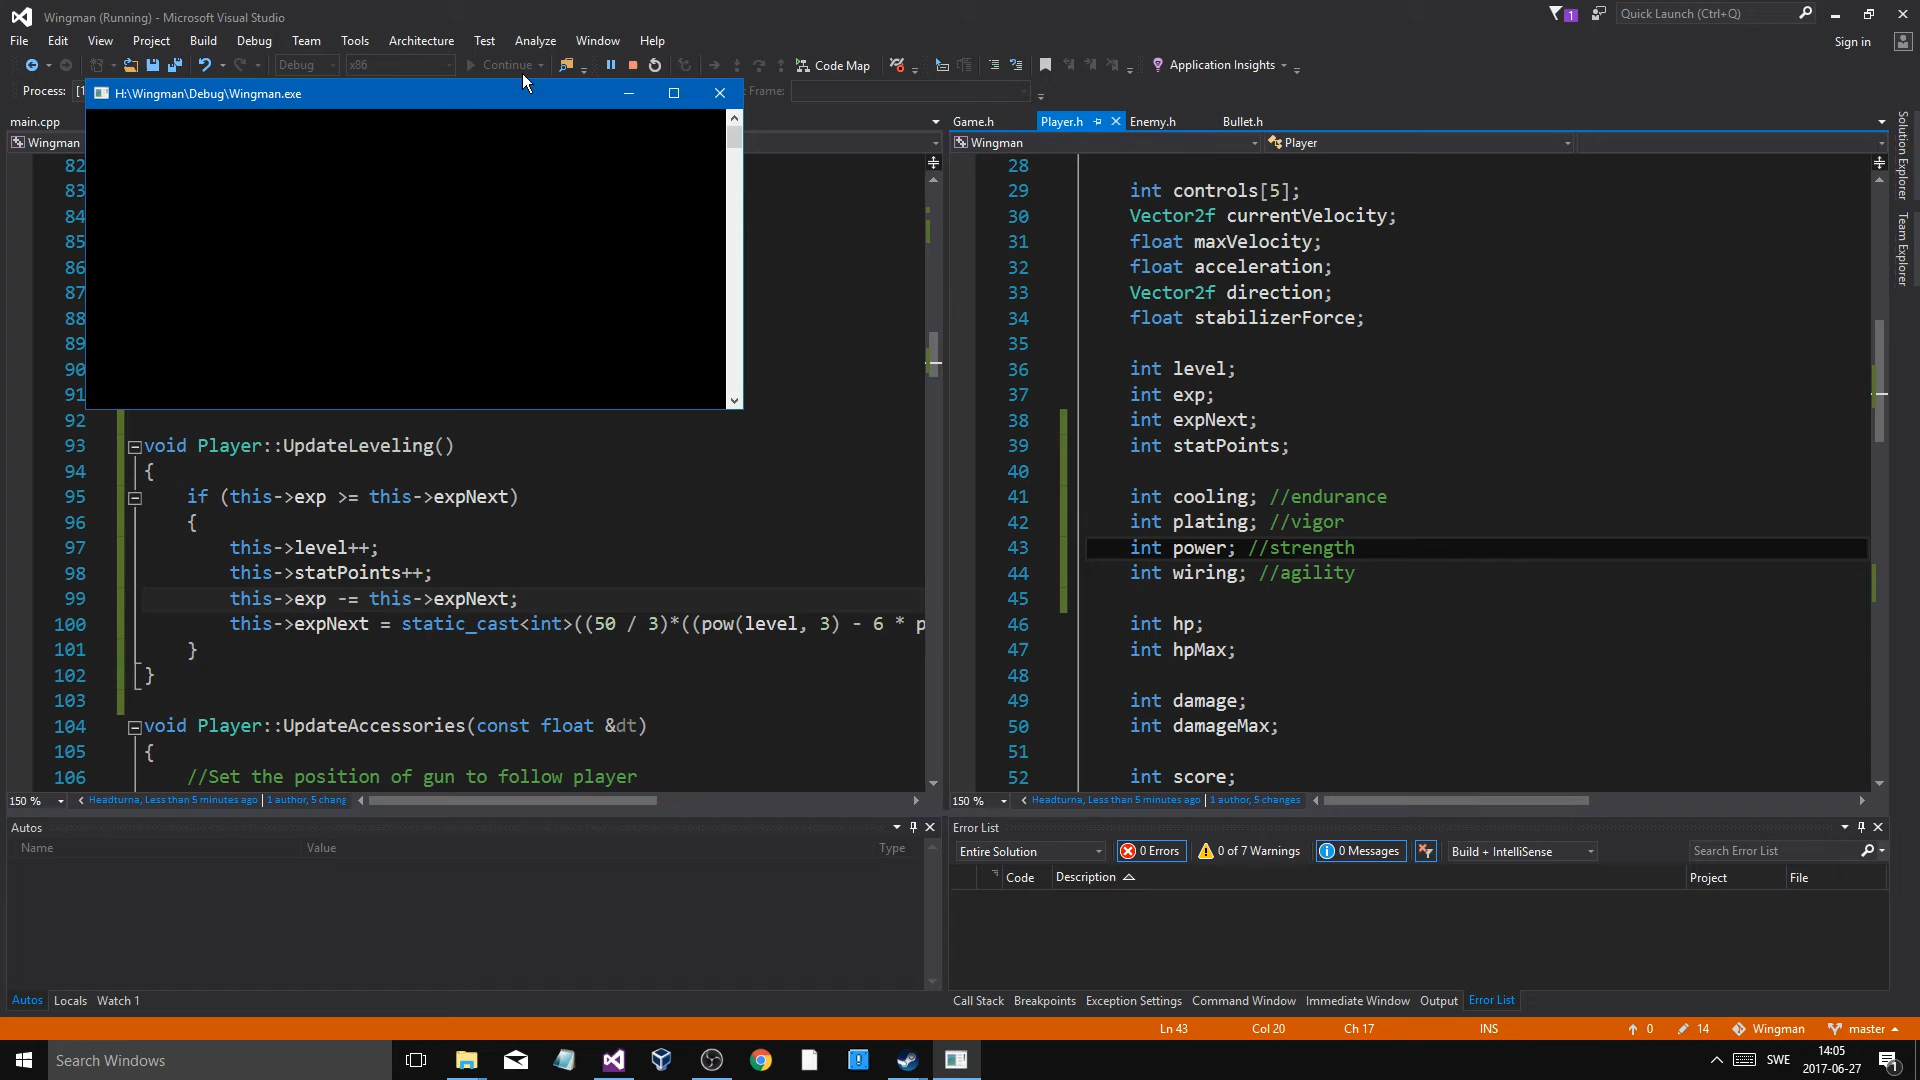 Wingman (Running) - Microsoft Visual Studio
1
Quick Launch (Ctrl+Q)
File Edit View Project Build Debug Team Tools Architecture Test Analyze Window Help
Sign in
Debug x86 Continue Code Map Application Insights
Process: [1 Frame:
H:\Wingman\Debug\Wingman.exe
main.cpp
Wingman
82
83
84
85
86
87
88
89
90
91
92
93 void Player::UpdateLeveling()
94 {
95 if (this->exp >= this->expNext)
96 {
97 this->level++;
98 this->statPoints++;
99 this->exp -= this->expNext;
100 this->expNext = static_cast<int>((50 / 3)*((pow(level, 3) - 6 * p
101 }
102 }
103
104 void Player::UpdateAccessories(const float &dt)
105 {
106 //Set the position of gun to follow player
150 % Headturna, Less than 5 minutes ago | 1 author, 5 chang
Game.h Player.h Enemy.h Bullet.h
Wingman Player
28
29 int controls[5];
30 Vector2f currentVelocity;
31 float maxVelocity;
32 float acceleration;
33 Vector2f direction;
34 float stabilizerForce;
35
36 int level;
37 int exp;
38 int expNext;
39 int statPoints;
40
41 int cooling; //endurance
42 int plating; //vigor
43 int power; //strength
44 int wiring; //agility
45
46 int hp;
47 int hpMax;
48
49 int damage;
50 int damageMax;
51
52 int score;
150 % Headturna, Less than 5 minutes ago | 1 author, 5 changes
Solution Explorer
Team Explorer
Autos
Name Value Type
Autos Locals Watch 1
Error List
Entire Solution 0 Errors 0 of 7 Warnings 0 Messages Build + IntelliSense Search Error List
Code Description Project File
Call Stack Breakpoints Exception Settings Command Window Immediate Window Output Error List
Ln 43 Col 20 Ch 17 INS 0 14 Wingman master
Search Windows
SWE
14:05
2017-06-27
1